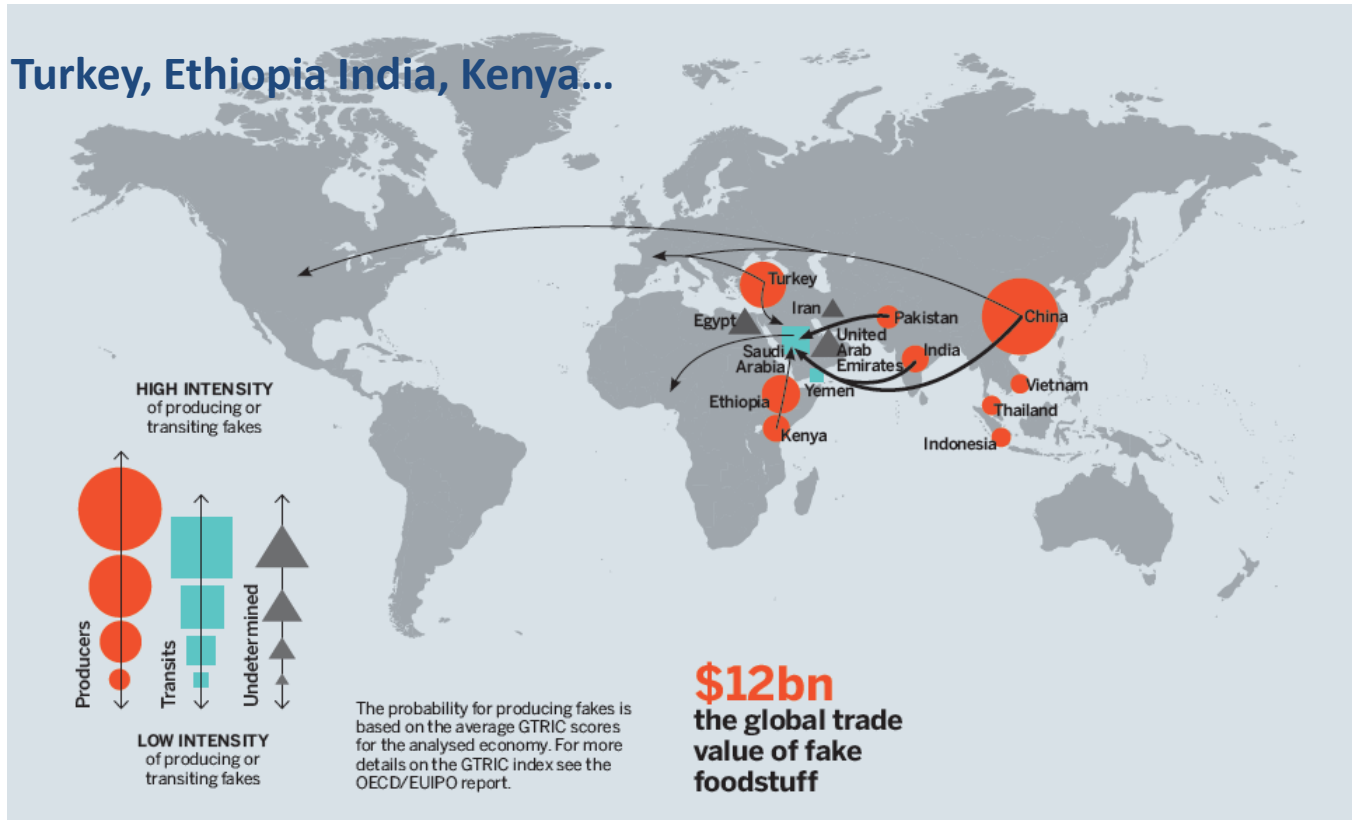 Turkey, Ethiopia India, Kenya…
Turkey
Iran
Egypt
Pakistan
China
United
Arab
Emirates
India
Saudi
Arabia
Yemen
Vietnam
Ethiopia
Thailand
Kenya
Indonesia
HIGH INTENSITY
of producing or
transiting fakes
Producers
Transits
Undetermined
LOW INTENSITY
of producing or
transiting fakes
The probability for producing fakes is
based on the average GTRIC scores
for the analysed economy. For more
details on the GTRIC index see the
OECD/EUIPO report.
$12bn
the global trade
value of fake
foodstuff